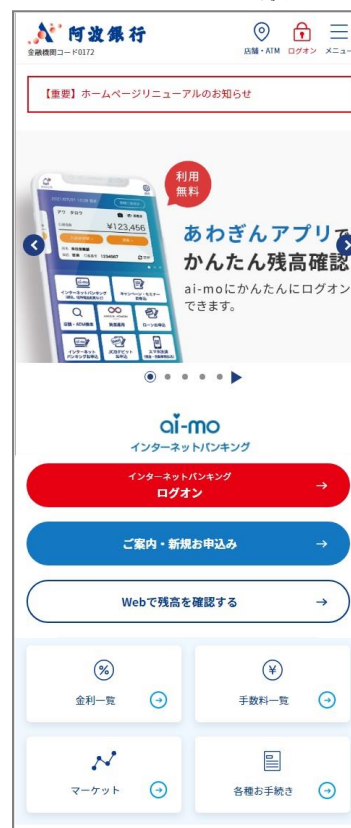 阿波銀行
金融機関コード0172
店舗・ATM
ログオン
メニュー
【重要】ホームページリニューアルのお知らせ
利用
無料
アワ タロウ
¥123,456
あわぎんアプリで
かんたん残高確認
ai-moにかんたんにログオン
できます。
ai-mo
インターネットバンキング
インターネットバンキング
ログオン
ご案内・新規お申込み
Webで残高を確認する
金利一覧
手数料一覧
マーケット
各種お手続き